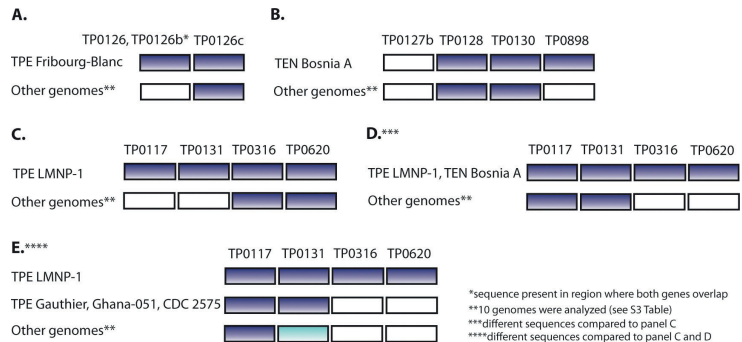 A.
TP0126, TP0126b* TP0126c
TPE Fribourg-Blanc
Other genomes**
B.
TP0127b TP0128 TP0130 TP0898
TEN Bosnia A
Other genomes**
C.
TP0117 TP0131 TP0316 TP0620
TPE LMNP-1
Other genomes**
D.***
TP0117 TP0131 TP0316 TP0620
TPE LMNP-1, TEN Bosnia A
Other genomes**
E.****
TP0117 TP0131 TP0316 TP0620
TPE LMNP-1
TPE Gauthier, Ghana-051, CDC 2575
Other genomes**
*sequence present in region where both genes overlap
**10 genomes were analyzed (see S3 Table)
***different sequences compared to panel C
****different sequences compared to panel C and D